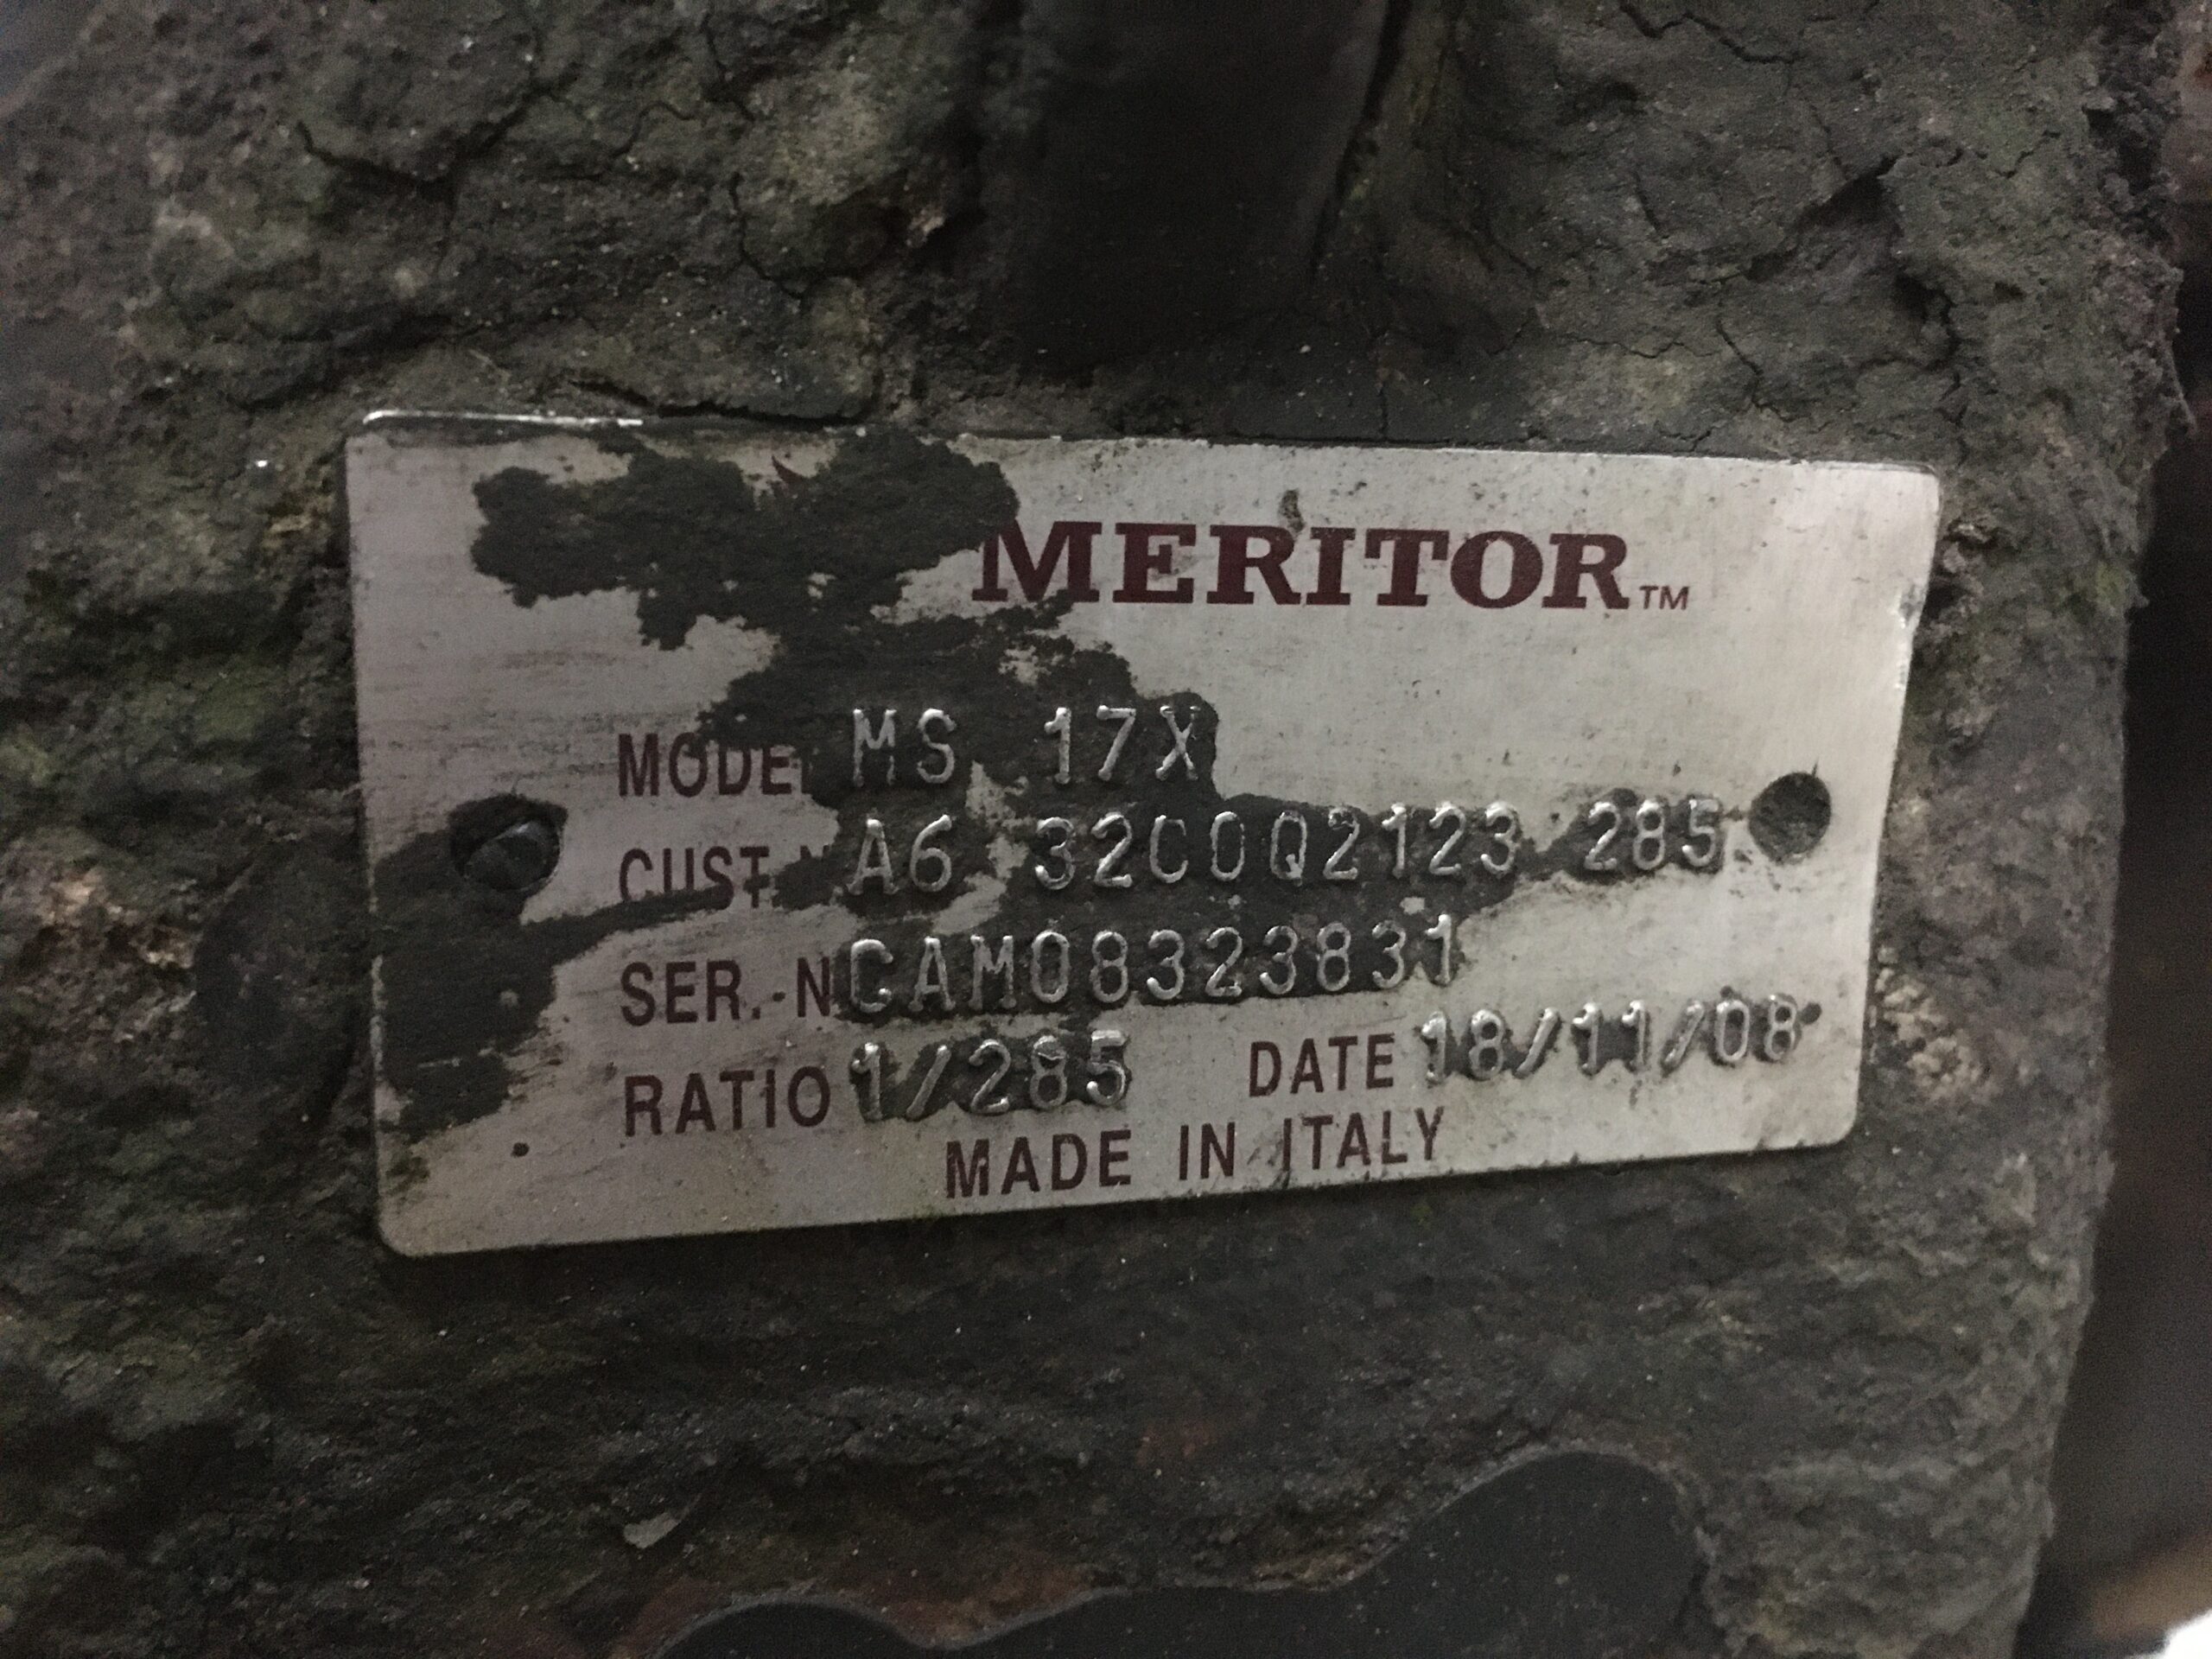 MERITOR™
MODEL MS 17X
CUST. A6 32C0Q2123 285
SER.-N CAM08323831
RATIO 1/285 DATE 18/11/08
MADE IN ITALY